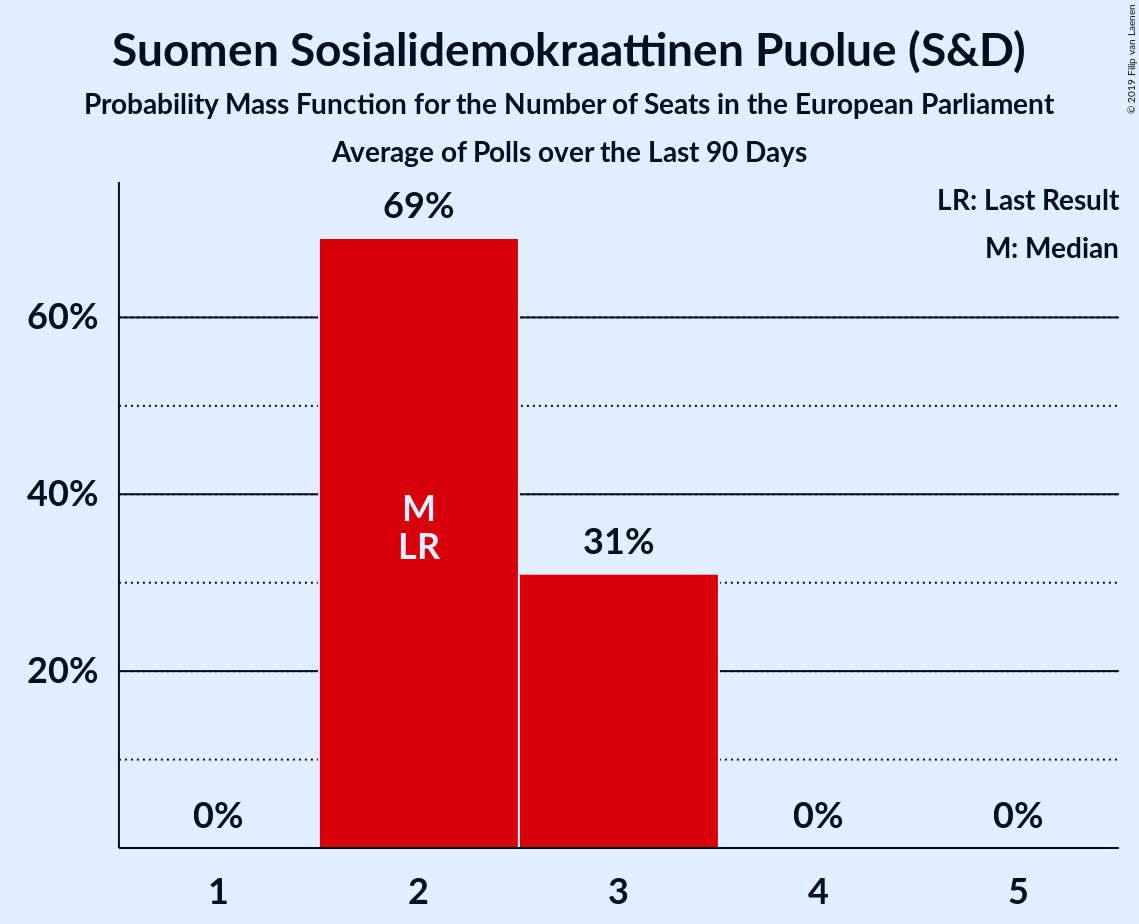 Suomen Sosialidemokraattinen Puolue (S&D)
Probability Mass Function for the Number of Seats in the European Parliament
Average of Polls over the Last 90 Days
© 2019 Filip van Laenen
LR: Last Result
M: Median
69%
60%
40%
M
LR
31%
20%
0%
0%
0%
1
2
3
4
5